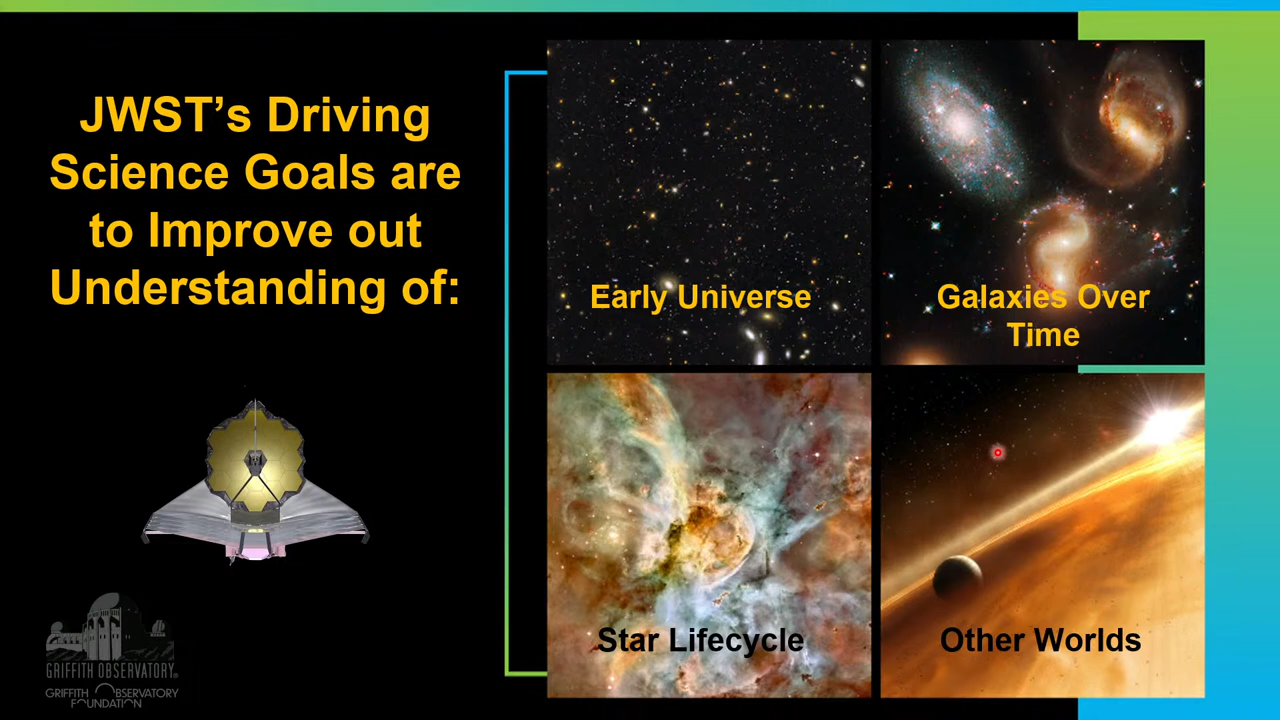 JWST’s Driving
Science Goals are
to Improve out
Understanding of:
Early Universe
Galaxies Over
Time
Star Lifecycle
Other Worlds
GRIFFITH OBSERVATORY®
GRIFFITH OBSERVATORY
FOUNDATION